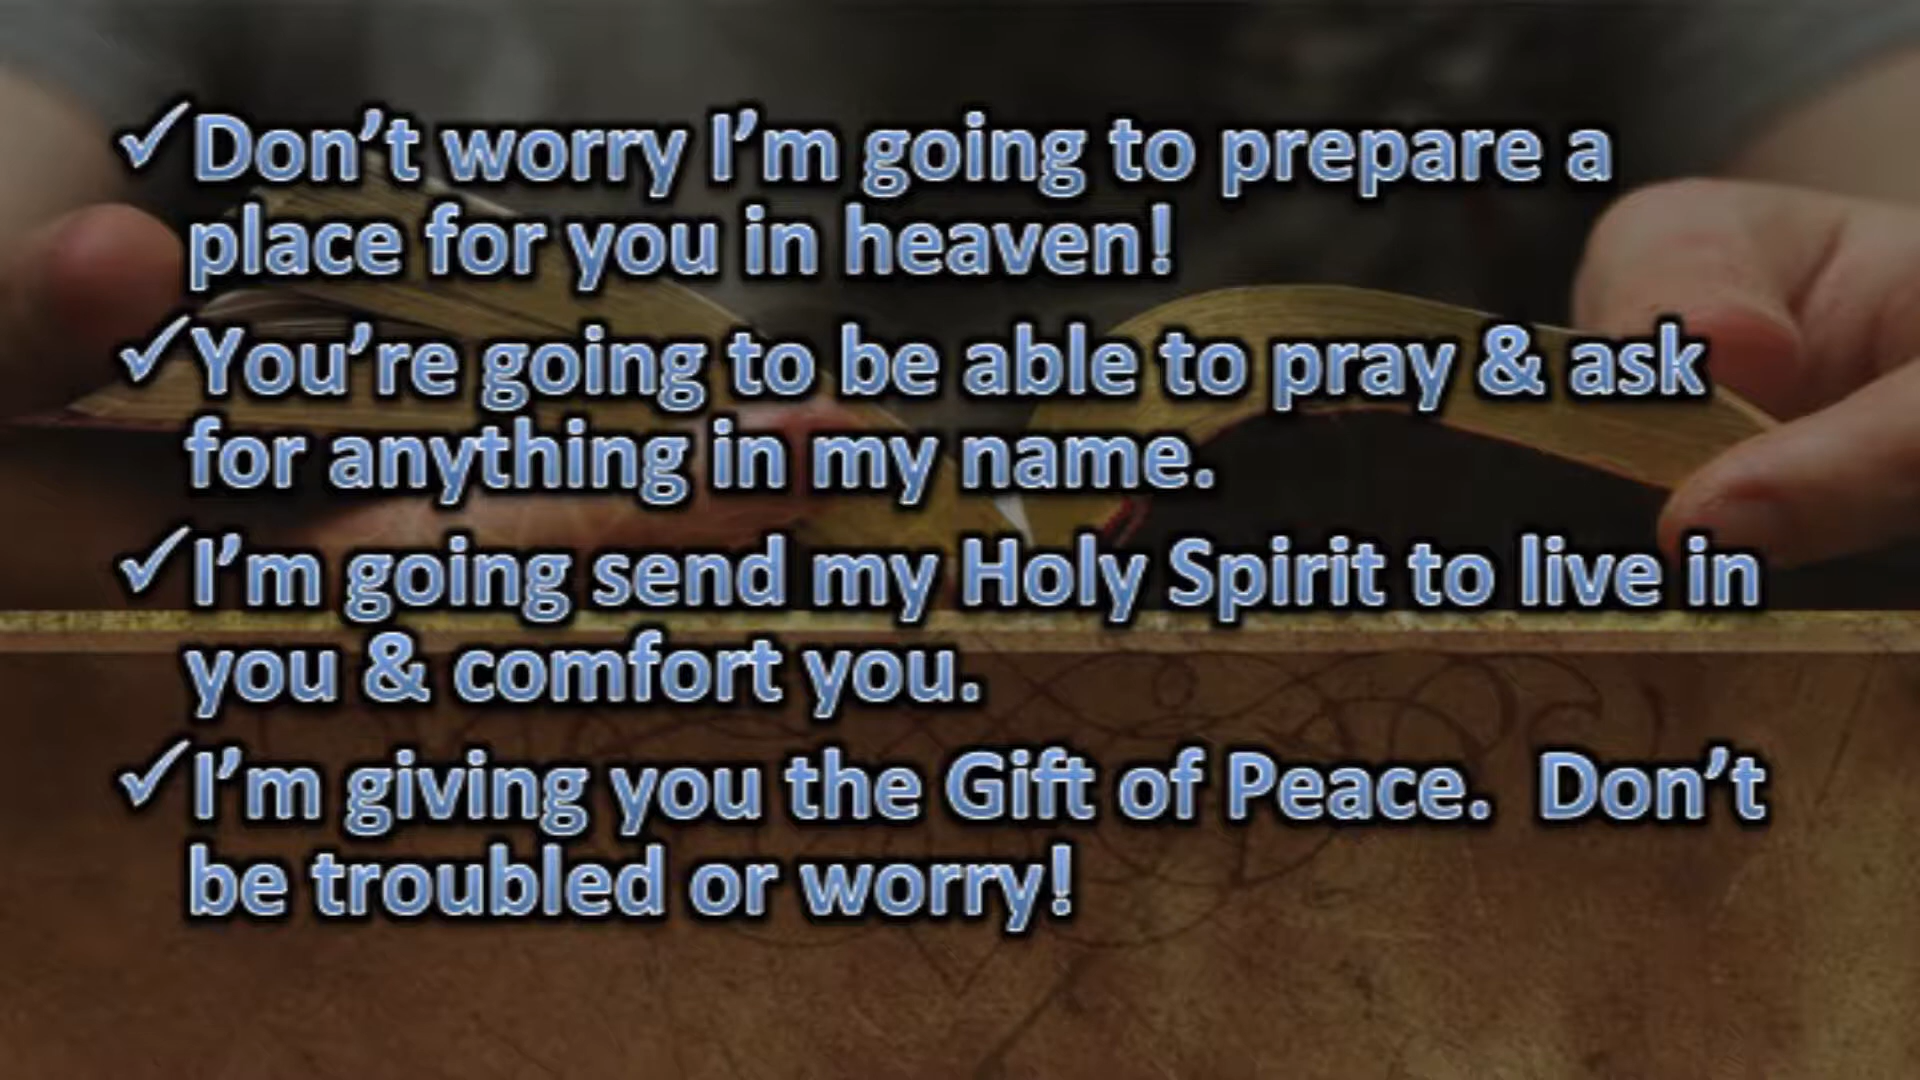 ✓Don't worry I'm going to prepare a
place for you in heaven!
✓You're going to be able to pray & ask
for anything in my name.
✓I'm going send my Holy Spirit to live in
you & comfort you.
✓I'm giving you the Gift of Peace.  Don't
be troubled or worry!